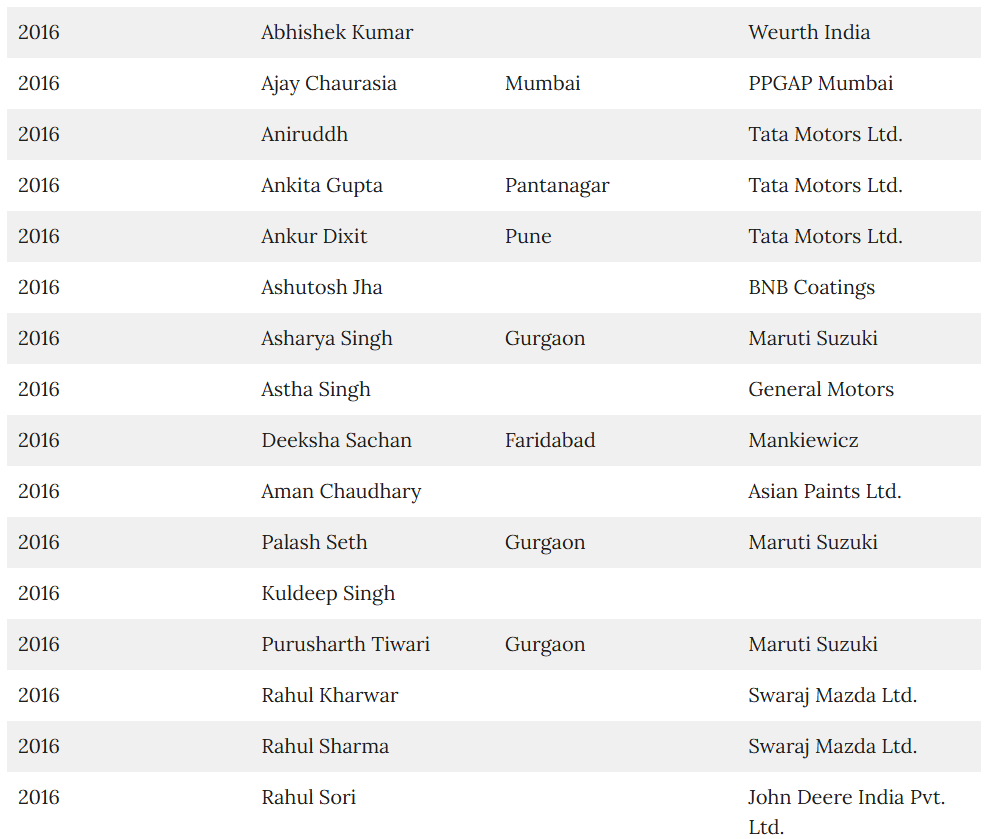 2016 Abhishek Kumar Weurth India
2016 Ajay Chaurasia Mumbai PPGAP Mumbai
2016 Aniruddh Tata Motors Ltd.
2016 Ankita Gupta Pantanagar Tata Motors Ltd.
2016 Ankur Dixit Pune Tata Motors Ltd.
2016 Ashutosh Jha BNB Coatings
2016 Asharya Singh Gurgaon Maruti Suzuki
2016 Astha Singh General Motors
2016 Deeksha Sachan Faridabad Mankiewicz
2016 Aman Chaudhary Asian Paints Ltd.
2016 Palash Seth Gurgaon Maruti Suzuki
2016 Kuldeep Singh
2016 Purusharth Tiwari Gurgaon Maruti Suzuki
2016 Rahul Kharwar Swaraj Mazda Ltd.
2016 Rahul Sharma Swaraj Mazda Ltd.
2016 Rahul Sori John Deere India Pvt.
Ltd.